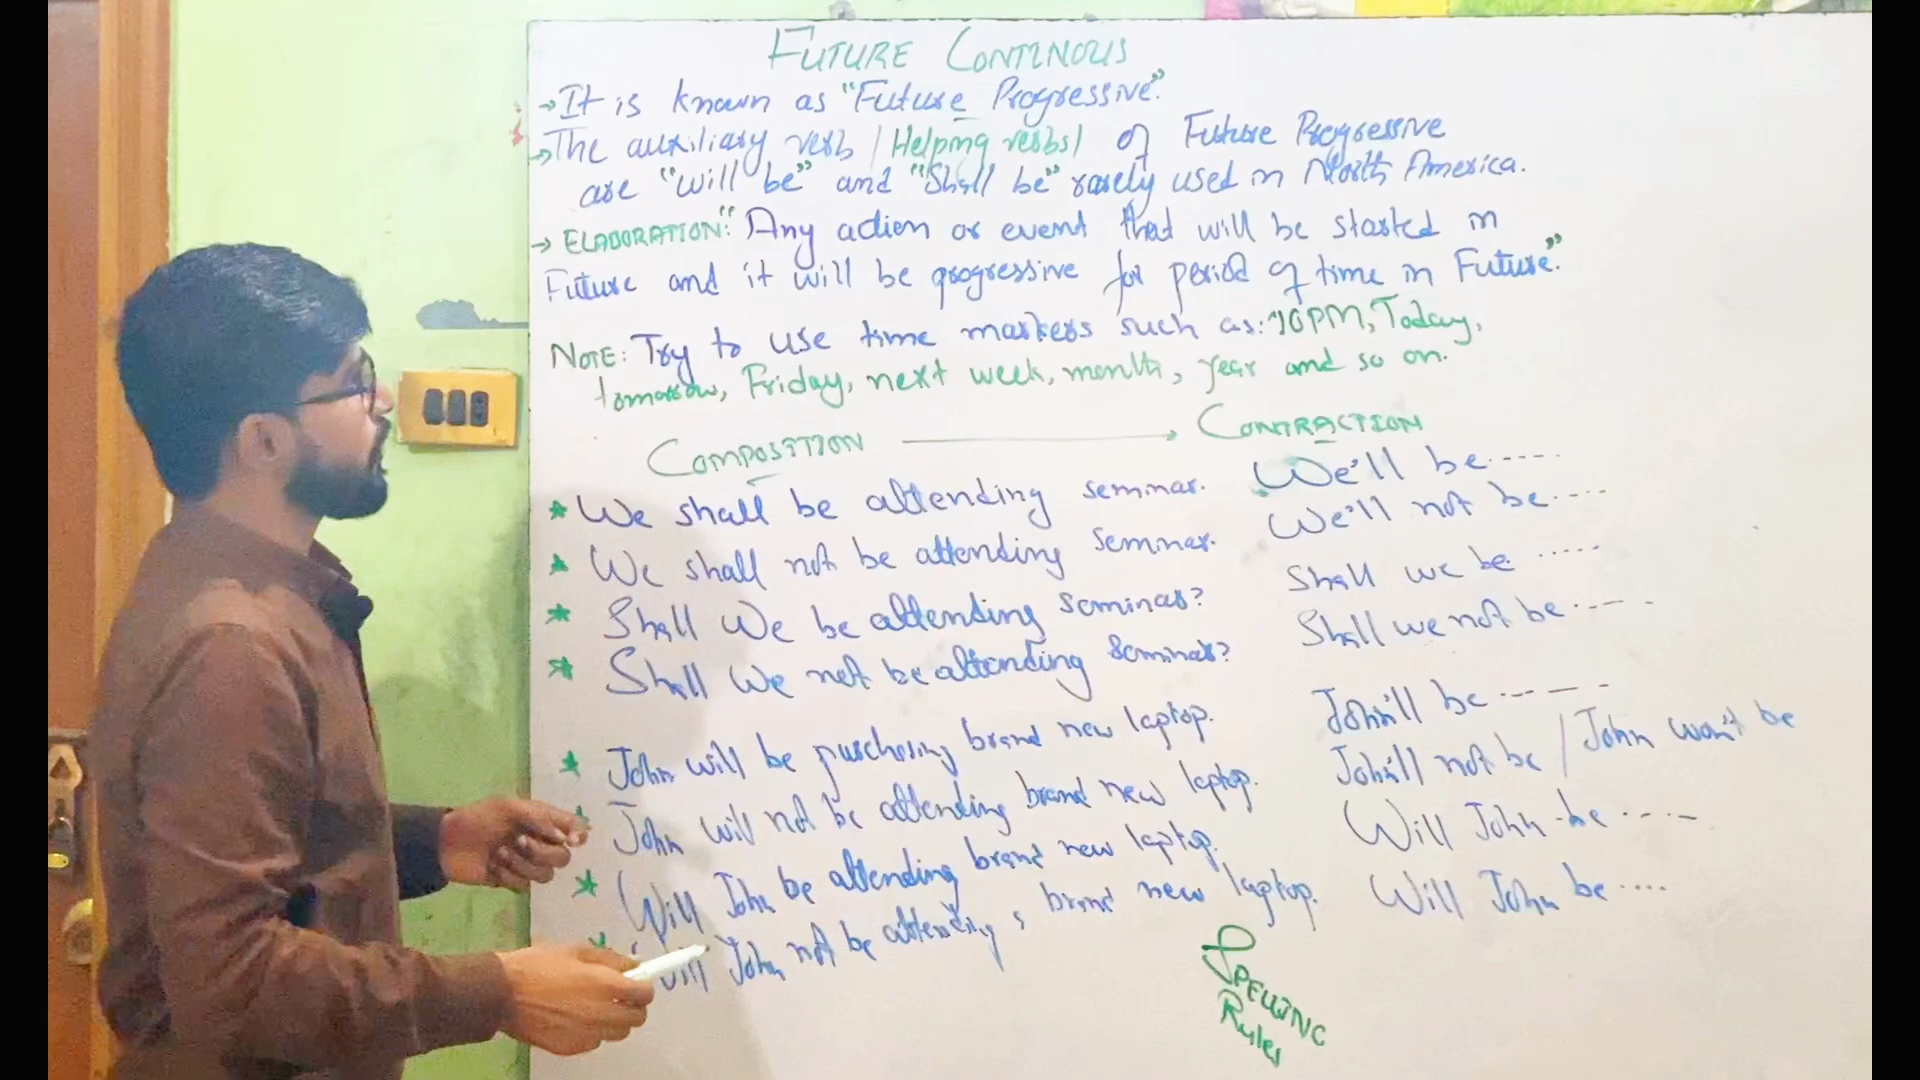 FUTURE CONTINOUS
→It is known as "Future Progressive".
→The auxiliary verb /Helping verbs/ of Future Progressive
are "will be" and "Shall be" rarely used in North America.
→ELABORATION:"Any action or event that will be started in
Future and it will be progressive for period of time in Future."
NOTE: Try to use time markers such as: 10PM, Today,
tomorrow, Friday, next week, month, year and so on.
COMPOSITION → CONTRACTION
* We shall be attending seminar. We'll be-----
* We shall not be attending seminar. We'll not be-----
* Shall We be attending seminar? Shall we be .....
* Shall We not be attending seminar? Shall we not be-----
* John will be purchasing brand new laptop. John'll be -----
* John will not be attending brand new laptop. John'll not be / John won't be
* Will John be attending brand new laptop. Will John be ----
* Will John not be attending brand new laptop. Will John be ....
SPELLING
Rules